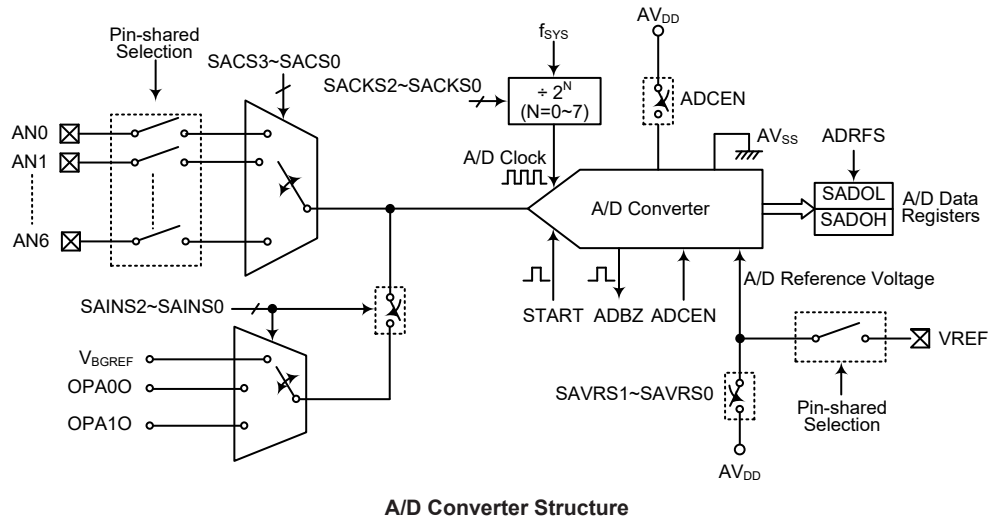 Pin-shared
Selection
SACS3~SACS0
fSYS
AVDD
SACKS2~SACKS0
÷ 2^N
(N=0~7)
ADCEN
AN0
AN1
AN6
A/D Clock
AVSS
ADRFS
A/D Converter
SADOL
SADOH
A/D Data
Registers
A/D Reference Voltage
START
ADBZ
ADCEN
SAINS2~SAINS0
VBGREF
OPA0O
OPA1O
VREF
SAVRS1~SAVRS0
Pin-shared
Selection
AVDD
A/D Converter Structure